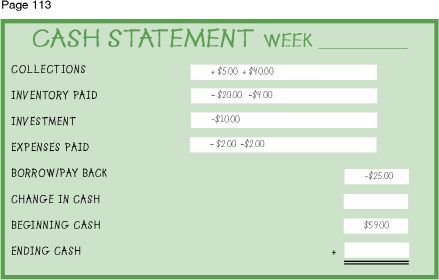 Page 113
CASH STATEMENT WEEK
COLLECTIONS + $5.00 + $40.00
INVENTORY PAID - $20.00 -$4.00
INVESTMENT -$10.00
EXPENSES PAID - $2.00 -$2.00
BORROW/PAY BACK -$25.00
CHANGE IN CASH
BEGINNING CASH $59.00
ENDING CASH +